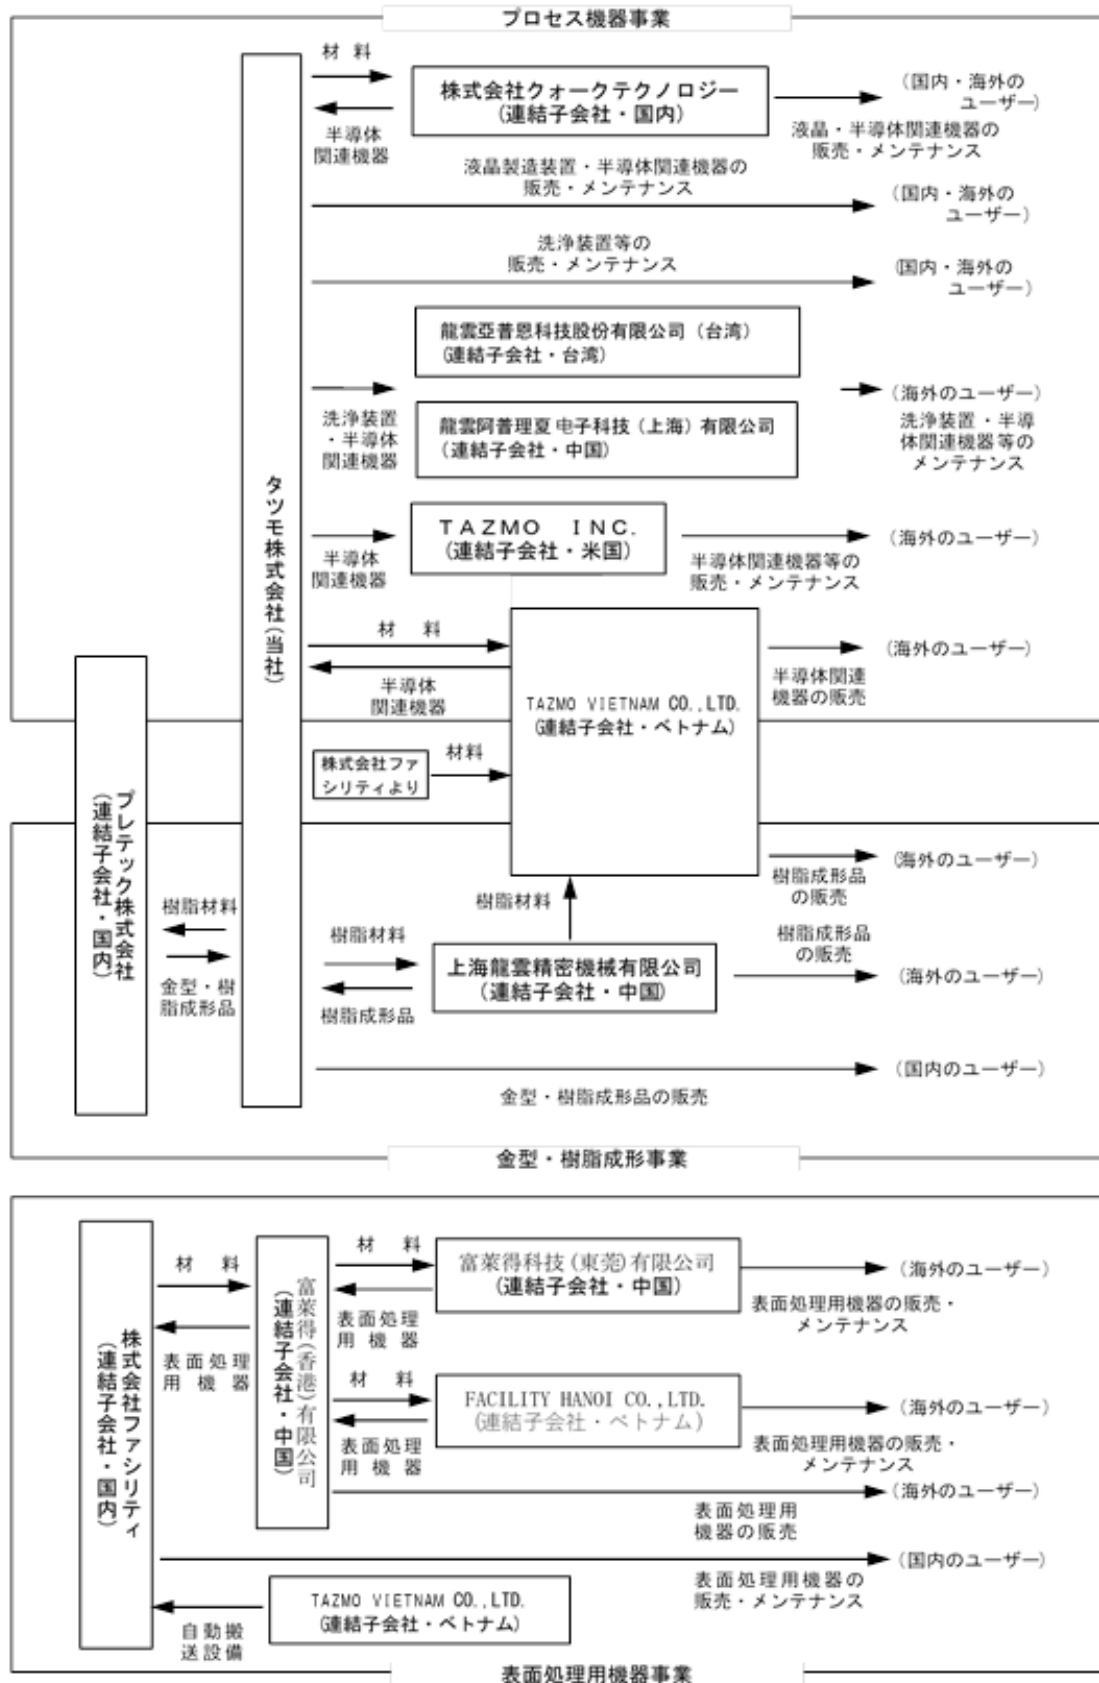 プロセス機器事業
材 料
株式会社クォークテクノロジー
(連結子会社・国内)
(国内・海外の
ユーザー)
半導体
関連機器
液晶・半導体関連機器の
販売・メンテナンス
液晶製造装置・半導体関連機器の
販売・メンテナンス
(国内・海外の
ユーザー)
洗浄装置等の
販売・メンテナンス
(国内・海外の
ユーザー)
龍雲亞普恩科技股份有限公司(台湾)
(連結子会社・台湾)
洗浄装置
・半導体
関連機器
龍雲阿普理夏电子科技(上海)有限公司
(連結子会社・中国)
(海外のユーザー)
洗浄装置・半導
体関連機器等の
メンテナンス
タツモ株式会社(当社)
TAZMO INC.
(連結子会社・米国)
(海外のユーザー)
半導体
関連機器
半導体関連機器等の
販売・メンテナンス
材 料
半導体
関連機器
TAZMO VIETNAM CO.,LTD.
(連結子会社・ベトナム)
(海外のユーザー)
半導体関連
機器の販売
株式会社ファ
シリティより
材料
プレテック株式会社
(連結子会社・国内)
(海外のユーザー)
樹脂成形品
の販売
樹脂材料
樹脂材料
金型・樹
脂成形品
樹脂材料
樹脂成形品
上海龍雲精密機械有限公司
(連結子会社・中国)
樹脂成形品
の販売
(海外のユーザー)
(国内のユーザー)
金型・樹脂成形品の販売
金型・樹脂成形事業
株式会社ファシリティ
(連結子会社・国内)
材 料
表面処理
用機器
富萊得(香港)有限公司
(連結子会社・中国)
材 料
表面処理
用機器
富萊得科技(東莞)有限公司
(連結子会社・中国)
(海外のユーザー)
表面処理用機器の販売・
メンテナンス
材 料
表面処理
用機器
FACILITY HANOI CO.,LTD.
(連結子会社・ベトナム)
(海外のユーザー)
表面処理用機器の販売・
メンテナンス
(海外のユーザー)
表面処理用
機器の販売
(国内のユーザー)
表面処理用機器の
販売・メンテナンス
TAZMO VIETNAM CO.,LTD.
(連結子会社・ベトナム)
自動搬
送設備
表面処理用機器事業